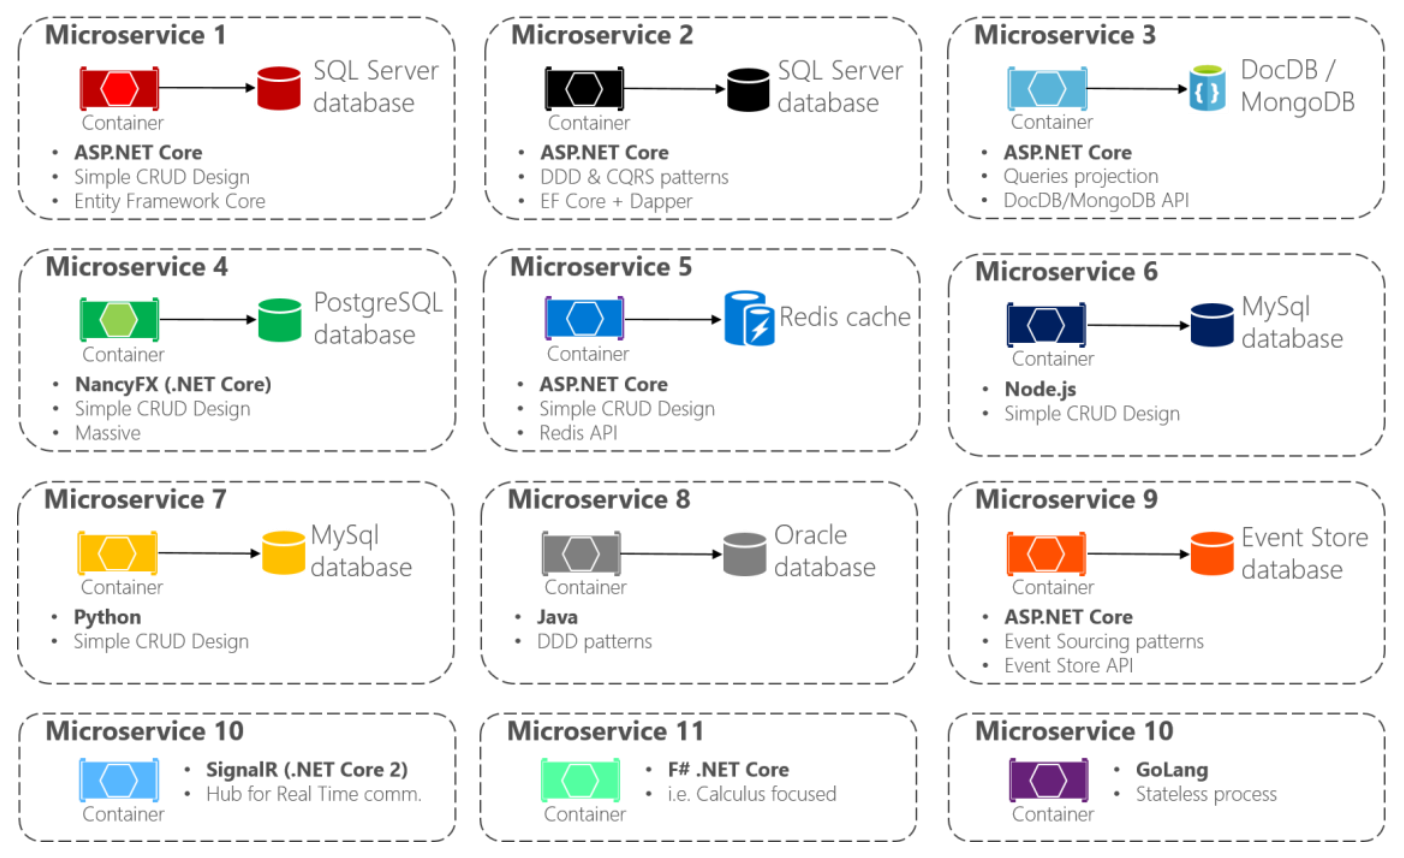 Microservice 1
SQL Server
database
Container
• ASP.NET Core
• Simple CRUD Design
• Entity Framework Core
Microservice 2
SQL Server
database
Container
• ASP.NET Core
• DDD & CQRS patterns
• EF Core + Dapper
Microservice 3
{ }
DocDB /
MongoDB
Container
• ASP.NET Core
• Queries projection
• DocDB/MongoDB API
Microservice 4
PostgreSQL
database
Container
• NancyFX (.NET Core)
• Simple CRUD Design
• Massive
Microservice 5
Redis cache
Container
• ASP.NET Core
• Simple CRUD Design
• Redis API
Microservice 6
MySql
database
Container
• Node.js
• Simple CRUD Design
Microservice 7
MySql
database
Container
• Python
• Simple CRUD Design
Microservice 8
Oracle
database
Container
• Java
• DDD patterns
Microservice 9
Event Store
database
Container
• ASP.NET Core
• Event Sourcing patterns
• Event Store API
Microservice 10
Container
• SignalR (.NET Core 2)
• Hub for Real Time comm.
Microservice 11
Container
• F# .NET Core
• i.e. Calculus focused
Microservice 10
Container
• GoLang
• Stateless process